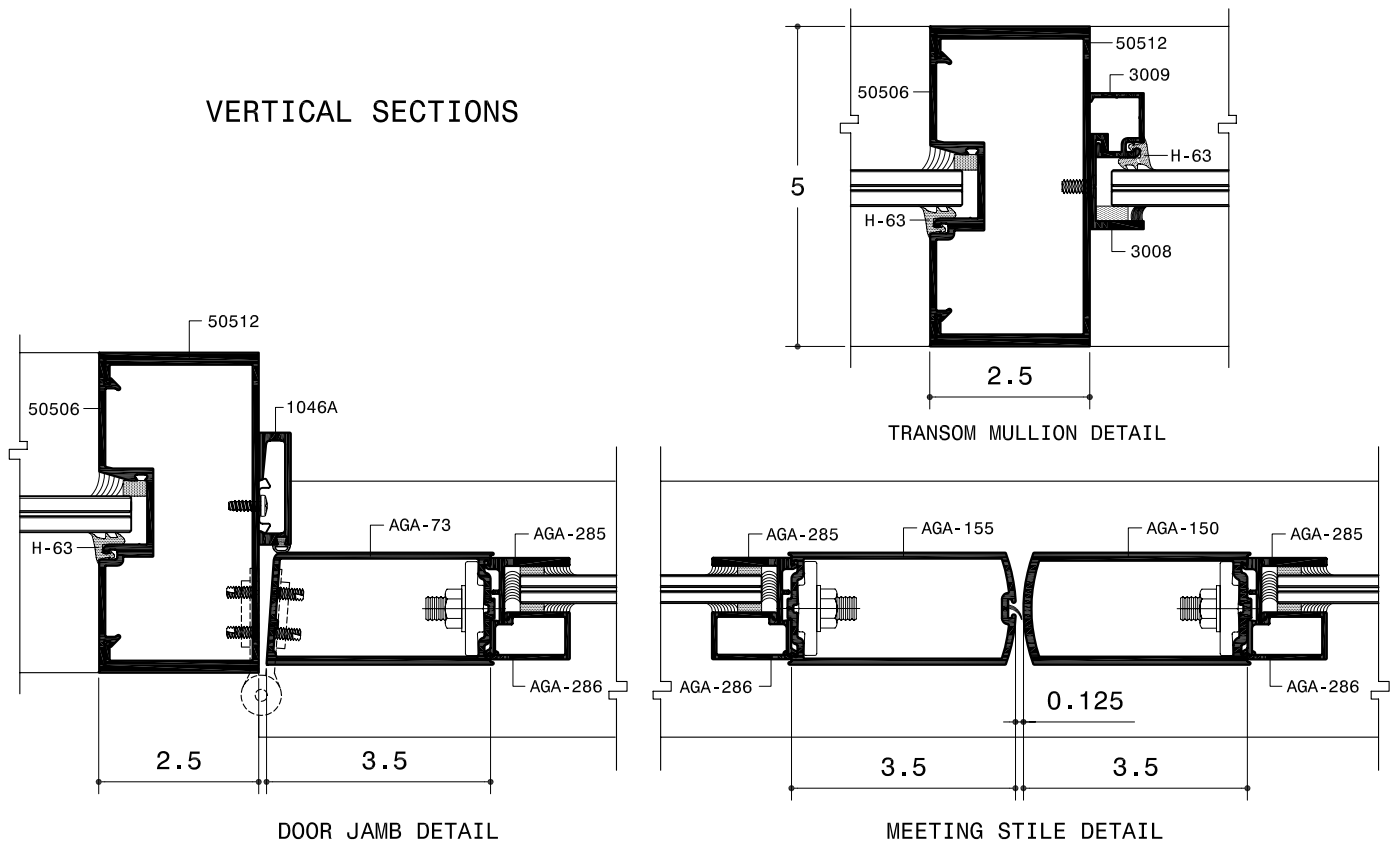 VERTICAL SECTIONS
50512
3009
50506
H-63
5
H-63
3008
2.5
TRANSOM MULLION DETAIL
50512
1046A
50506
AGA-73
AGA-285
H-63
AGA-286
2.5
3.5
DOOR JAMB DETAIL
AGA-285
AGA-155
AGA-150
AGA-285
AGA-286
AGA-286
0.125
3.5
3.5
MEETING STILE DETAIL